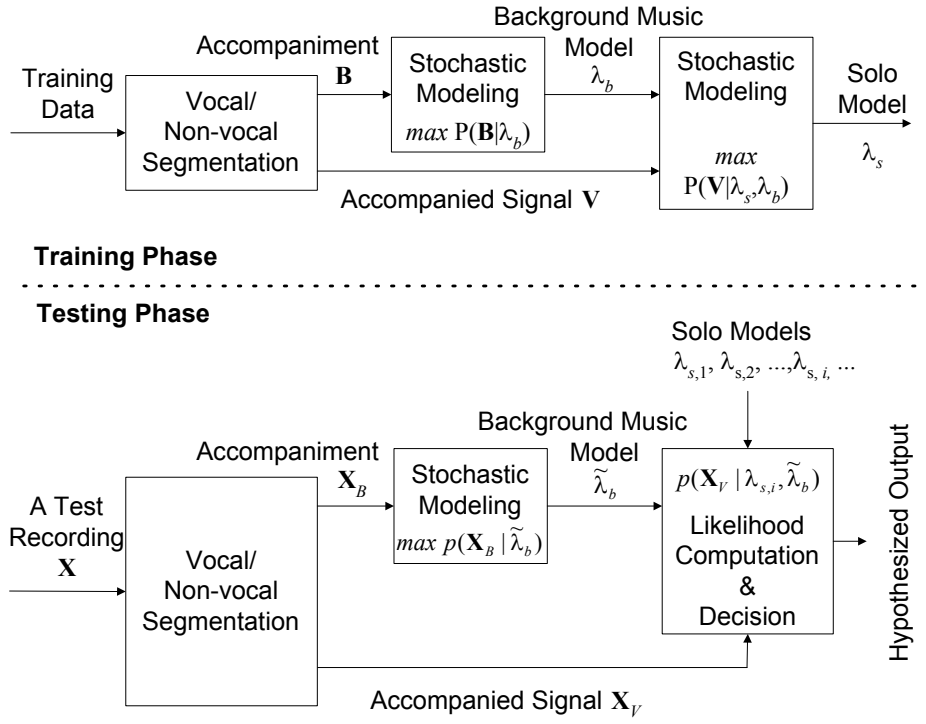 Training
Data
Vocal/
Non-vocal
Segmentation
Accompaniment
B
Stochastic
Modeling
max P(B|λb)
Background Music
Model
λb
Accompanied Signal V
Stochastic
Modeling
max
P(V|λs,λb)
Solo
Model
λs
Training Phase
Testing Phase
A Test
Recording
X
Vocal/
Non-vocal
Segmentation
Accompaniment
XB
Stochastic
Modeling
max p(XB | λ̃b)
Background Music
Model
λ̃b
Accompanied Signal XV
Solo Models
λs,1, λs,2, ...,λs, i, ...
p(XV | λs,i, λ̃b)
Likelihood
Computation
&
Decision
Hypothesized Output